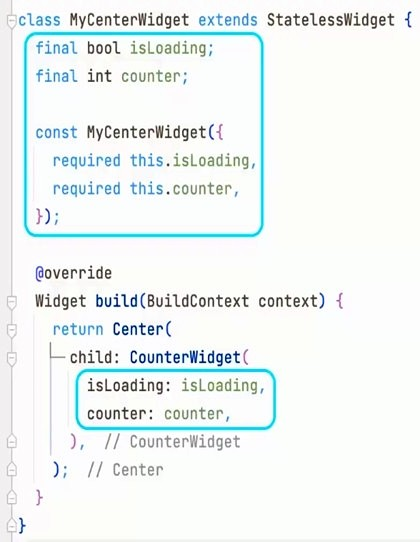 class MyCenterWidget extends StatelessWidget {
final bool isLoading;
final int counter;
const MyCenterWidget({
required this.isLoading,
required this.counter,
});
@override
Widget build(BuildContext context) {
return Center(
child: CounterWidget(
isLoading: isLoading,
counter: counter,
), // CounterWidget
); // Center
}
}